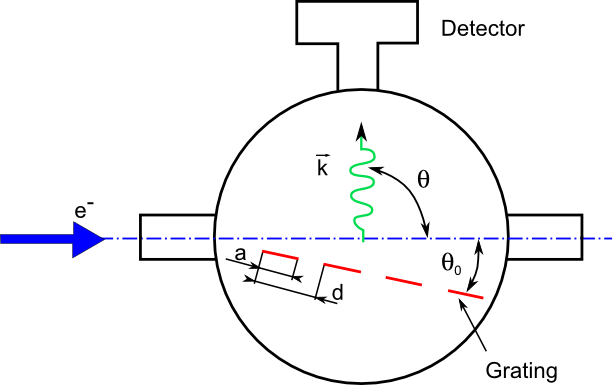 Detector
k⃗
θ
e⁻
a
d
θ₀
Grating